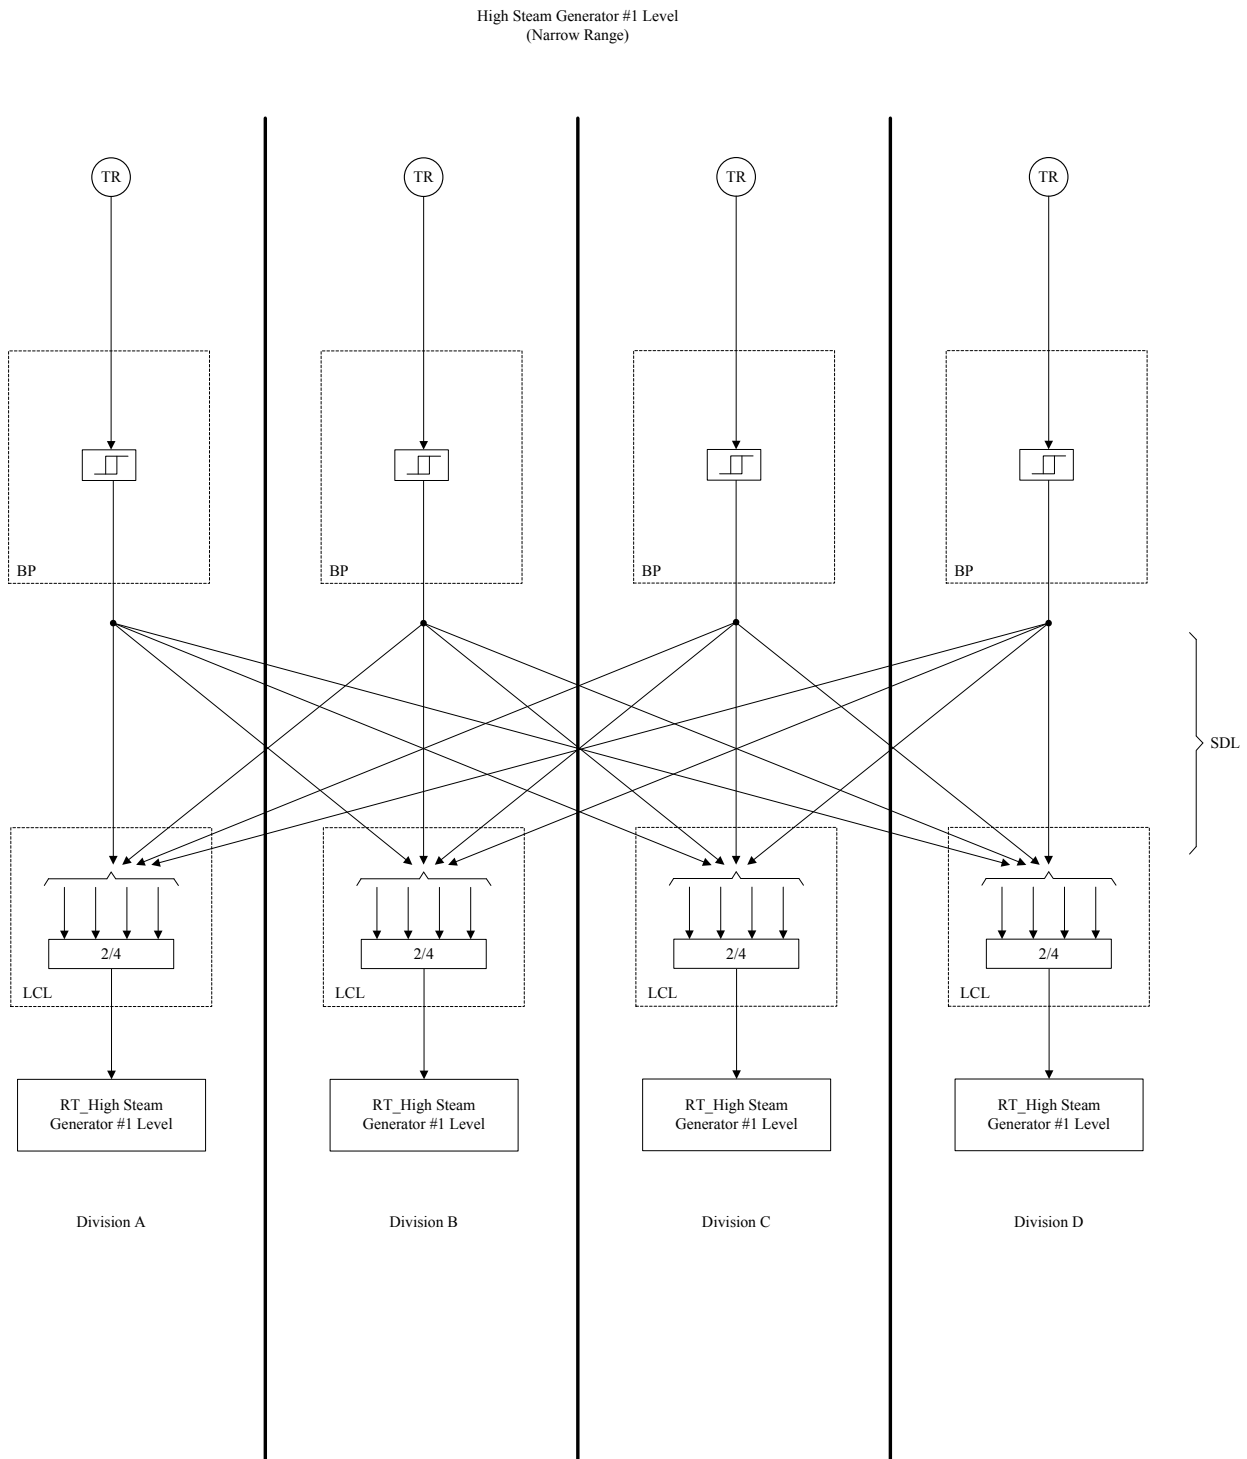 High Steam Generator #1 Level
(Narrow Range)
TR
TR
TR
TR
BP
BP
BP
BP
SDL
2/4
2/4
2/4
2/4
LCL
LCL
LCL
LCL
RT_High Steam
Generator #1 Level
RT_High Steam
Generator #1 Level
RT_High Steam
Generator #1 Level
RT_High Steam
Generator #1 Level
Division A
Division B
Division C
Division D